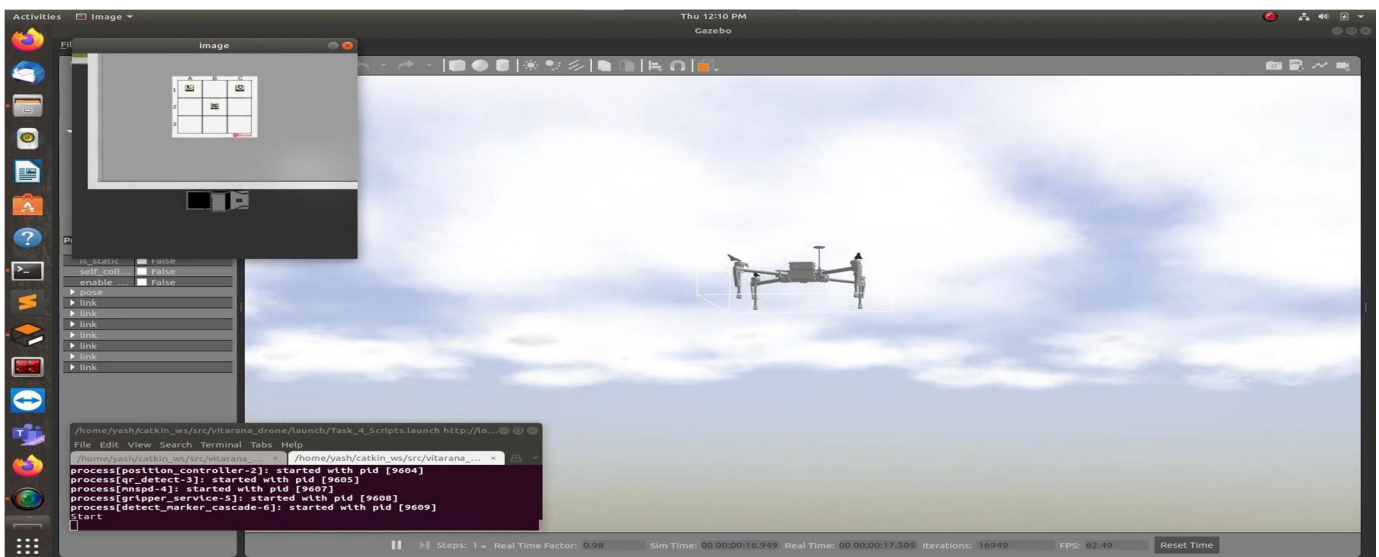 Activities Image Thu 12:10 PM
Gazebo
Image
A B C
1
2
3
is_static False
self_coll... False
enable ... False
pose
link
link
link
link
link
link
link
/home/yash/catkin_ws/src/vitarana_drone/launch/Task_4_Scripts.launch http://lo...
File Edit View Search Terminal Tabs Help
/home/yash/catkin_ws/src/vitarana_... × /home/yash/catkin_ws/src/vitarana_... ×
process[position_controller-2]: started with pid [9604]
process[qr_detect-3]: started with pid [9605]
process[mnspd-4]: started with pid [9607]
process[gripper_service-5]: started with pid [9608]
process[detect_marker_cascade-6]: started with pid [9609]
Start
Steps: 1 Real Time Factor: 0.98 Sim Time: 00 00:00:16.949 Real Time: 00 00:00:17.505 Iterations: 16949 FPS: 62.49 Reset Time